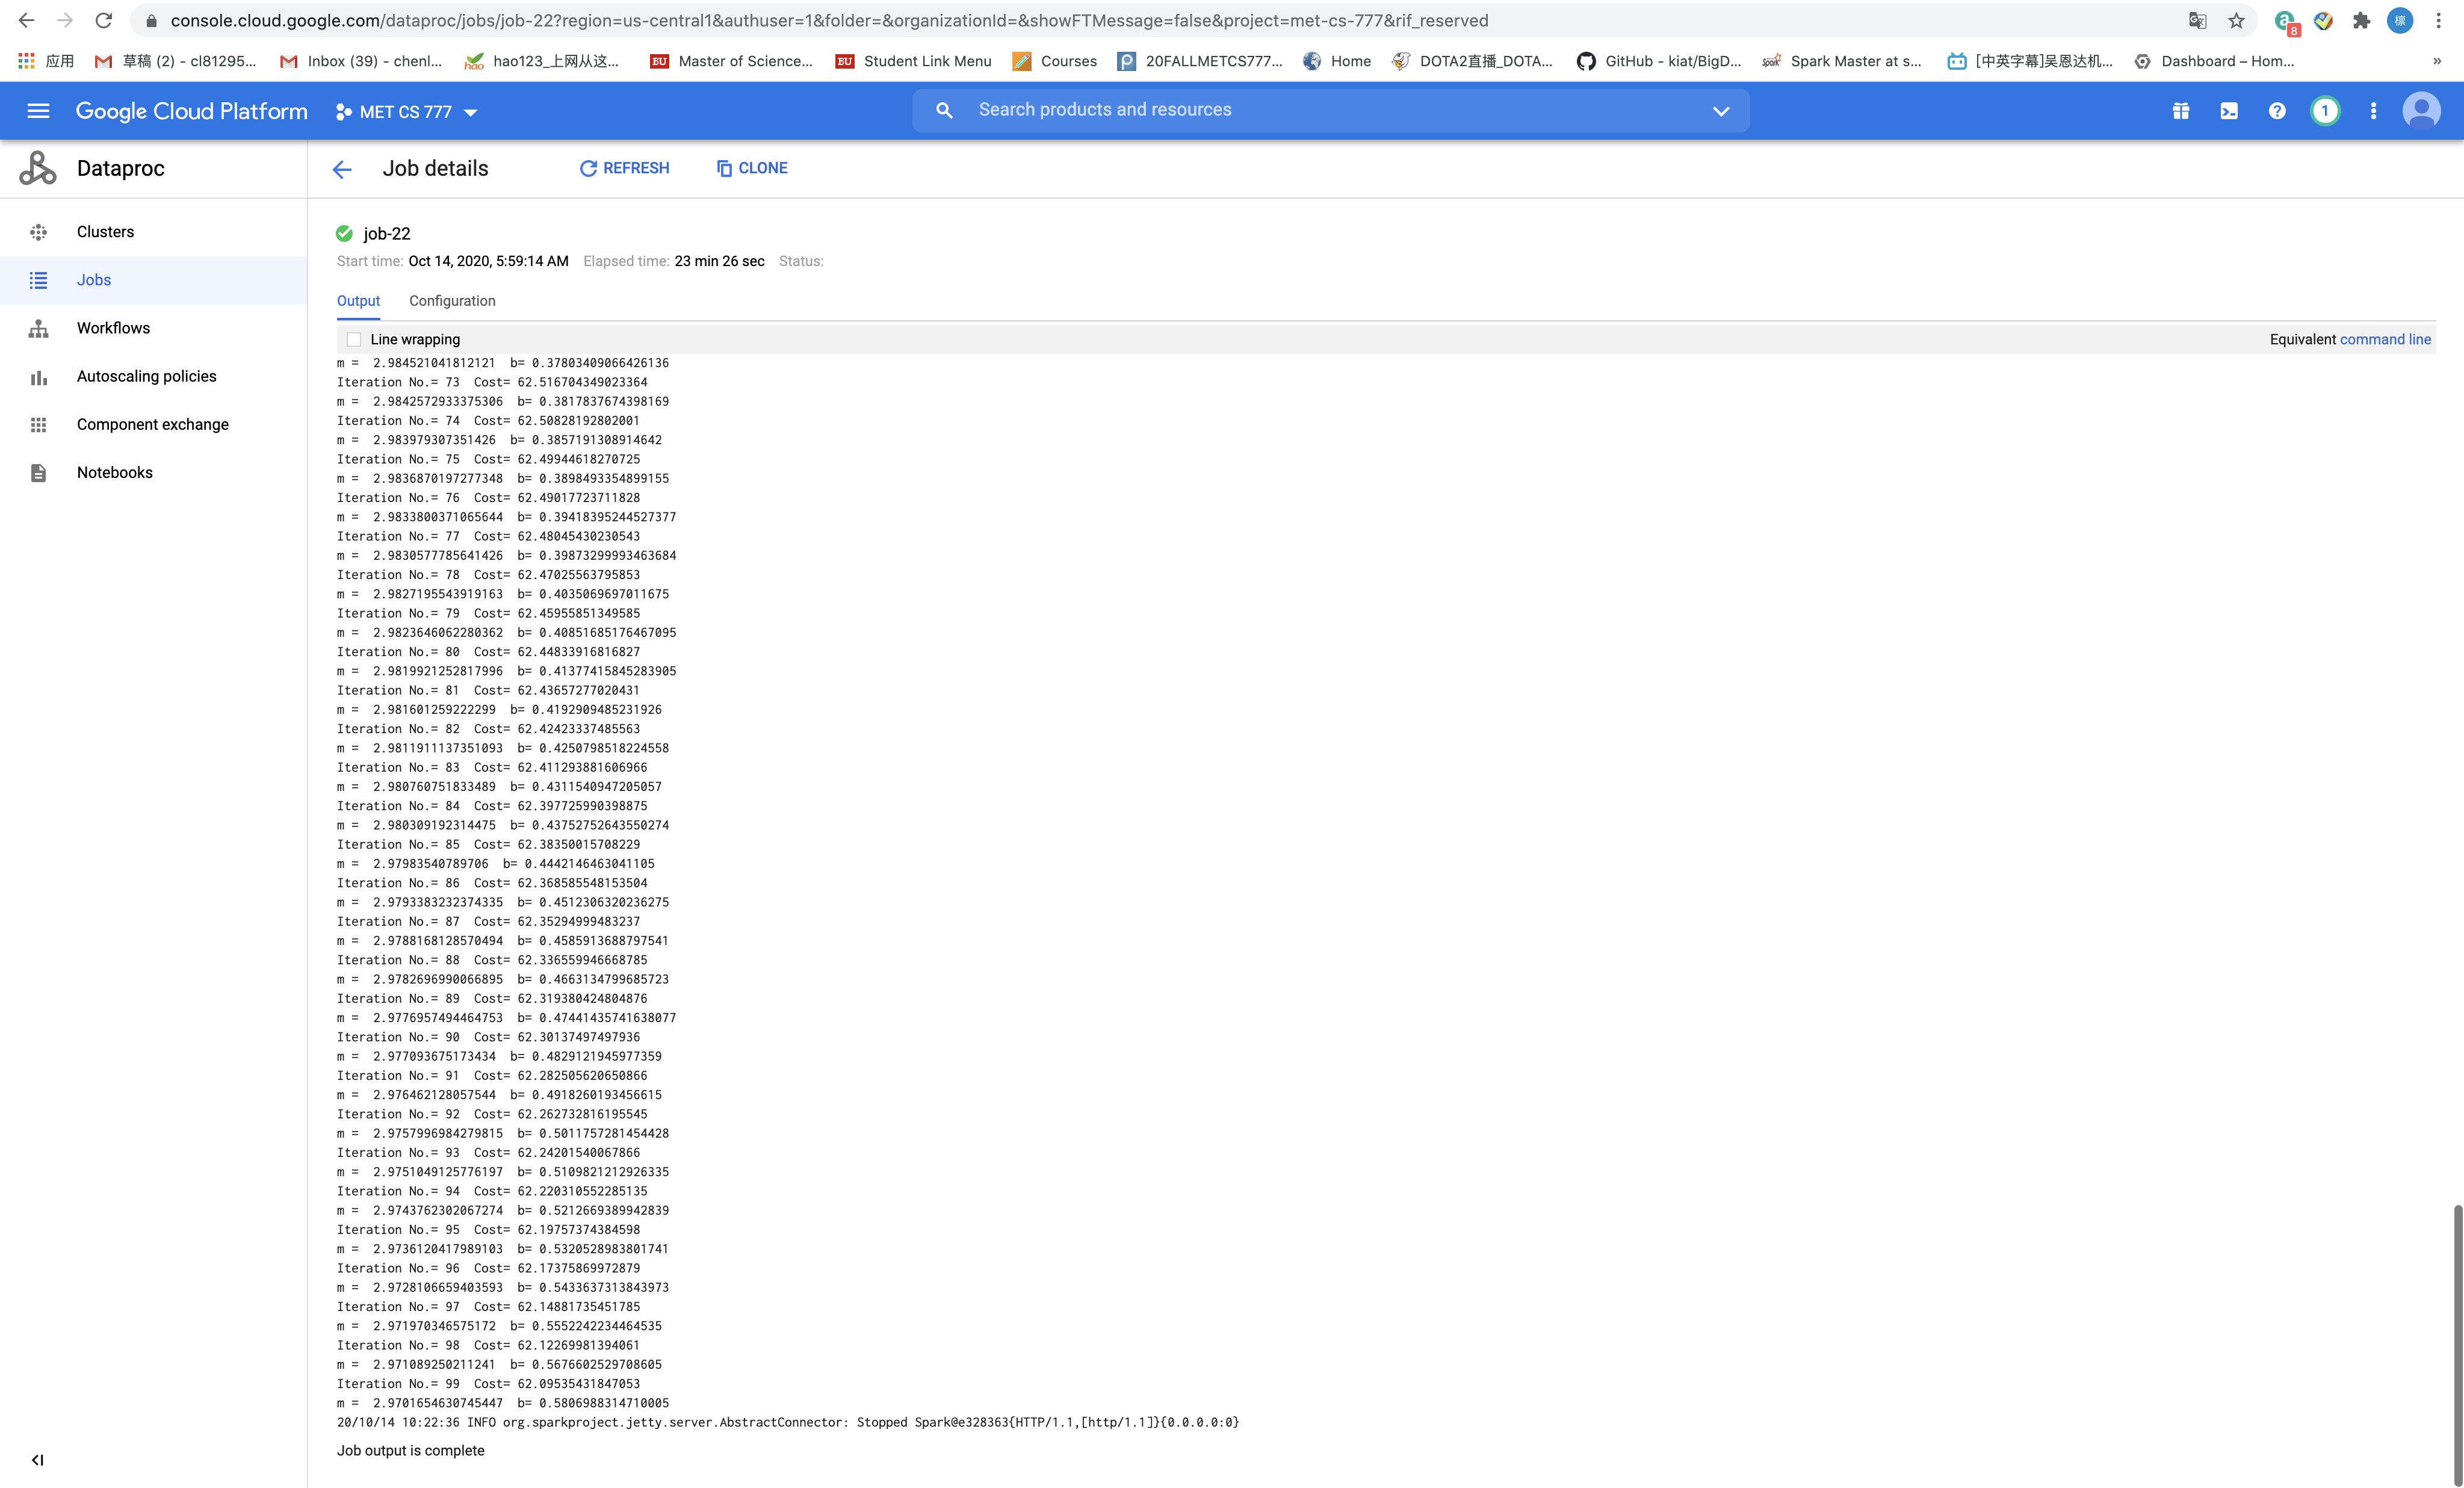 console.cloud.google.com/dataproc/jobs/job-22?region=us-central1&authuser=1&folder=&organizationId=&showFTMessage=false&project=met-cs-777&rif_reserved
8
檩
应用
草稿 (2) - cl81295...
Inbox (39) - chenl...
hao123_上网从这...
BU Master of Science...
BU Student Link Menu
Courses
20FALLMETCS777...
Home
DOTA2直播_DOTA...
GitHub - kiat/BigD...
Spark Master at s...
[中英字幕]吴恩达机...
Dashboard – Hom...
»
Google Cloud Platform
MET CS 777
Search products and resources
1
Dataproc
Job details
REFRESH
CLONE
Clusters
Jobs
Workflows
Autoscaling policies
Component exchange
Notebooks
job-22
Start time: Oct 14, 2020, 5:59:14 AM Elapsed time: 23 min 26 sec Status:
Output Configuration
Line wrapping
Equivalent command line
m =  2.984521041812121  b= 0.37803409066426136
Iteration No.= 73  Cost= 62.516704349023364
m =  2.9842572933375306  b= 0.3817837674398169
Iteration No.= 74  Cost= 62.50828192802001
m =  2.983979307351426  b= 0.3857191308914642
Iteration No.= 75  Cost= 62.49944618270725
m =  2.9836870197277348  b= 0.3898493354899155
Iteration No.= 76  Cost= 62.49017723711828
m =  2.9833800371065644  b= 0.39418395244527377
Iteration No.= 77  Cost= 62.48045430230543
m =  2.9830577785641426  b= 0.39873299993463684
Iteration No.= 78  Cost= 62.47025563795853
m =  2.9827195543919163  b= 0.4035069697011675
Iteration No.= 79  Cost= 62.45955851349585
m =  2.9823646062280362  b= 0.40851685176467095
Iteration No.= 80  Cost= 62.44833916816827
m =  2.9819921252817996  b= 0.41377415845283905
Iteration No.= 81  Cost= 62.43657277020431
m =  2.981601259222299  b= 0.4192909485231926
Iteration No.= 82  Cost= 62.42423337485563
m =  2.9811911137351093  b= 0.4250798518224558
Iteration No.= 83  Cost= 62.411293881606966
m =  2.980760751833489  b= 0.4311540947205057
Iteration No.= 84  Cost= 62.397725990398875
m =  2.980309192314475  b= 0.43752752643550274
Iteration No.= 85  Cost= 62.38350015708229
m =  2.97983540789706  b= 0.4442146463041105
Iteration No.= 86  Cost= 62.368585548153504
m =  2.9793383232374335  b= 0.4512306320236275
Iteration No.= 87  Cost= 62.35294999483237
m =  2.9788168128570494  b= 0.4585913688797541
Iteration No.= 88  Cost= 62.336559946668785
m =  2.9782696990066895  b= 0.4663134799685723
Iteration No.= 89  Cost= 62.319380424804876
m =  2.9776957494464753  b= 0.47441435741638077
Iteration No.= 90  Cost= 62.30137497497936
m =  2.977093675173434  b= 0.4829121945977359
Iteration No.= 91  Cost= 62.282505620650866
m =  2.976462128057544  b= 0.4918260193456615
Iteration No.= 92  Cost= 62.262732816195545
m =  2.9757996984279815  b= 0.5011757281454428
Iteration No.= 93  Cost= 62.24201540067866
m =  2.9751049125776197  b= 0.5109821212926335
Iteration No.= 94  Cost= 62.220310552285135
m =  2.9743762302067274  b= 0.5212669389942839
Iteration No.= 95  Cost= 62.19757374384598
m =  2.9736120417989103  b= 0.5320528983801741
Iteration No.= 96  Cost= 62.17375869972879
m =  2.9728106659403593  b= 0.5433637313843973
Iteration No.= 97  Cost= 62.14881735451785
m =  2.971970346575172  b= 0.5552242234464535
Iteration No.= 98  Cost= 62.12269981394061
m =  2.971089250211241  b= 0.5676602529708605
Iteration No.= 99  Cost= 62.09535431847053
m =  2.9701654630745447  b= 0.5806988314710005
20/10/14 10:22:36 INFO org.sparkproject.jetty.server.AbstractConnector: Stopped Spark@e328363{HTTP/1.1,[http/1.1]}{0.0.0.0:0}
Job output is complete